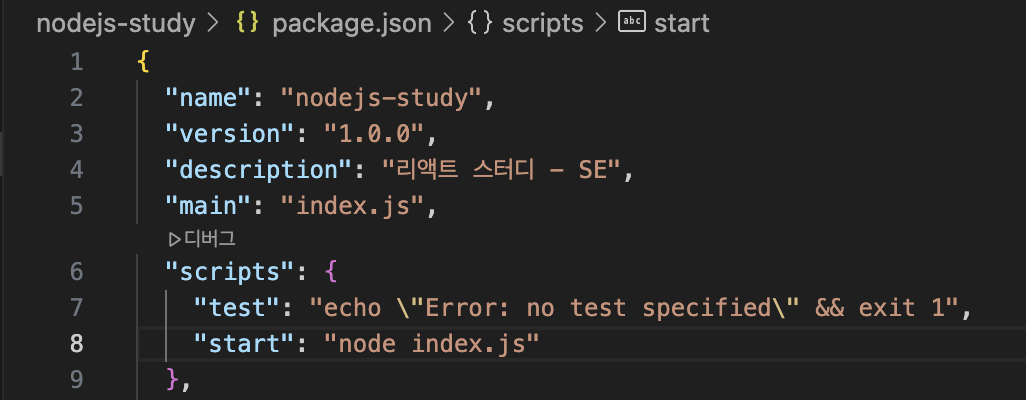 nodejs-study > {} package.json > {} scripts > abc start
1 {
2 "name": "nodejs-study",
3 "version": "1.0.0",
4 "description": "리액트 스터디 - SE",
5 "main": "index.js",
▷디버그
6 "scripts": {
7 "test": "echo \"Error: no test specified\" && exit 1",
8 "start": "node index.js"
9 },